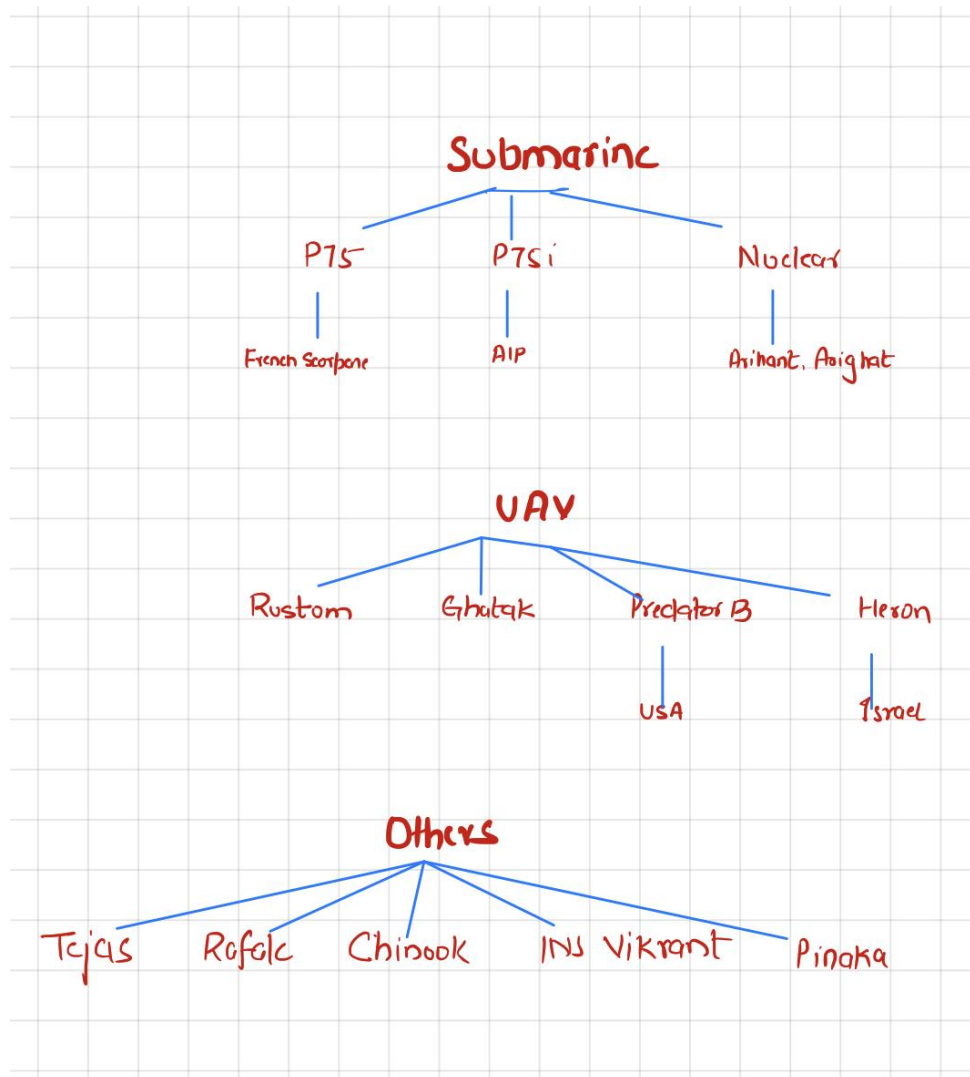 Submarine
P75 P75i Nuclear
French Scorpene AIP Arihant, Arighat
UAV
Rustom Ghatak Predator B Heron
USA Israel
Others
Tejas Rafale Chinook INS Vikrant Pinaka